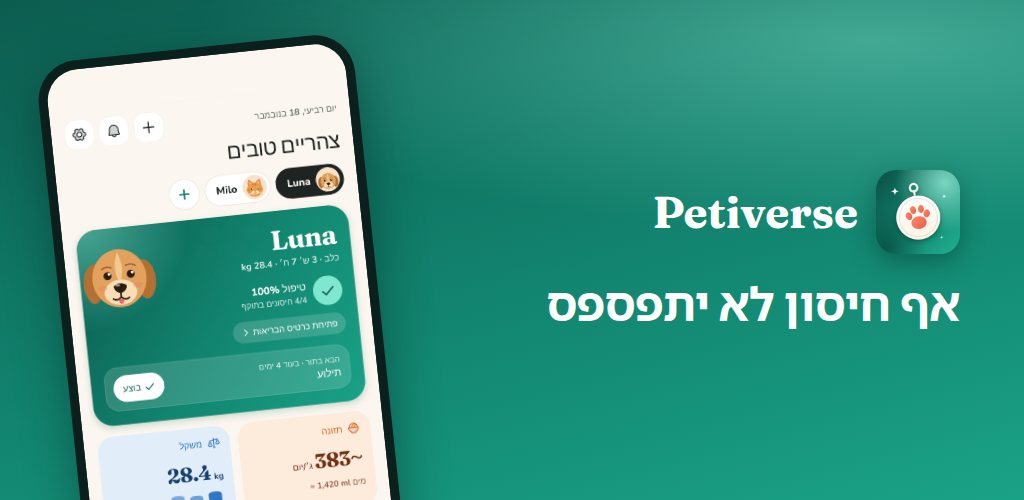 Petiverse
אף חיסון לא יתפספס
יום רביעי, 18 בנובמבר
צהריים טובים
Luna
Milo
Luna
כלב · 3 ש׳ 7 ח׳ · 28.4 kg
טיפול 100%
4/4 חיסונים בתוקף
פתיחת כרטיס הבריאות
הבא בתור · בעוד 4 ימים
תילוע
בוצע
תזונה
~383 ג׳/יום
מים 1,420 ml ≈
משקל
28.4 kg